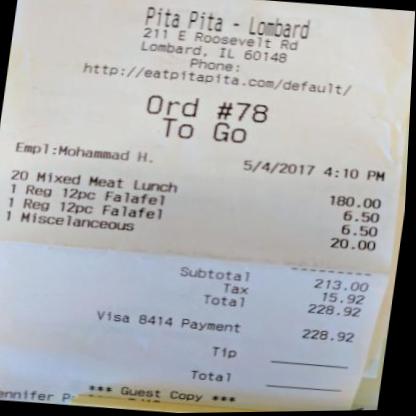 Pita Pita - Lombard
211 E Roosevelt Rd
Lombard, IL 60148
Phone:
http://eatpitapita.com/default/
Ord #78
To Go
Empl:Mohammad H. 5/4/2017 4:10 PM
20 Mixed Meat Lunch 180.00
1 Reg 12pc Falafel 6.50
1 Reg 12pc Falafel 6.50
1 Miscelanceous 20.00
Subtotal 213.00
Tax 15.92
Total 228.92
Visa 8414 Payment 228.92
Tip
Total
*** Guest Copy ***